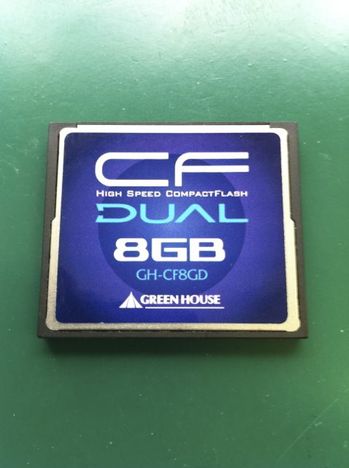 CF
HIGH SPEED COMPACTFLASH
DUAL
8GB
GH-CF8GD
GREEN HOUSE